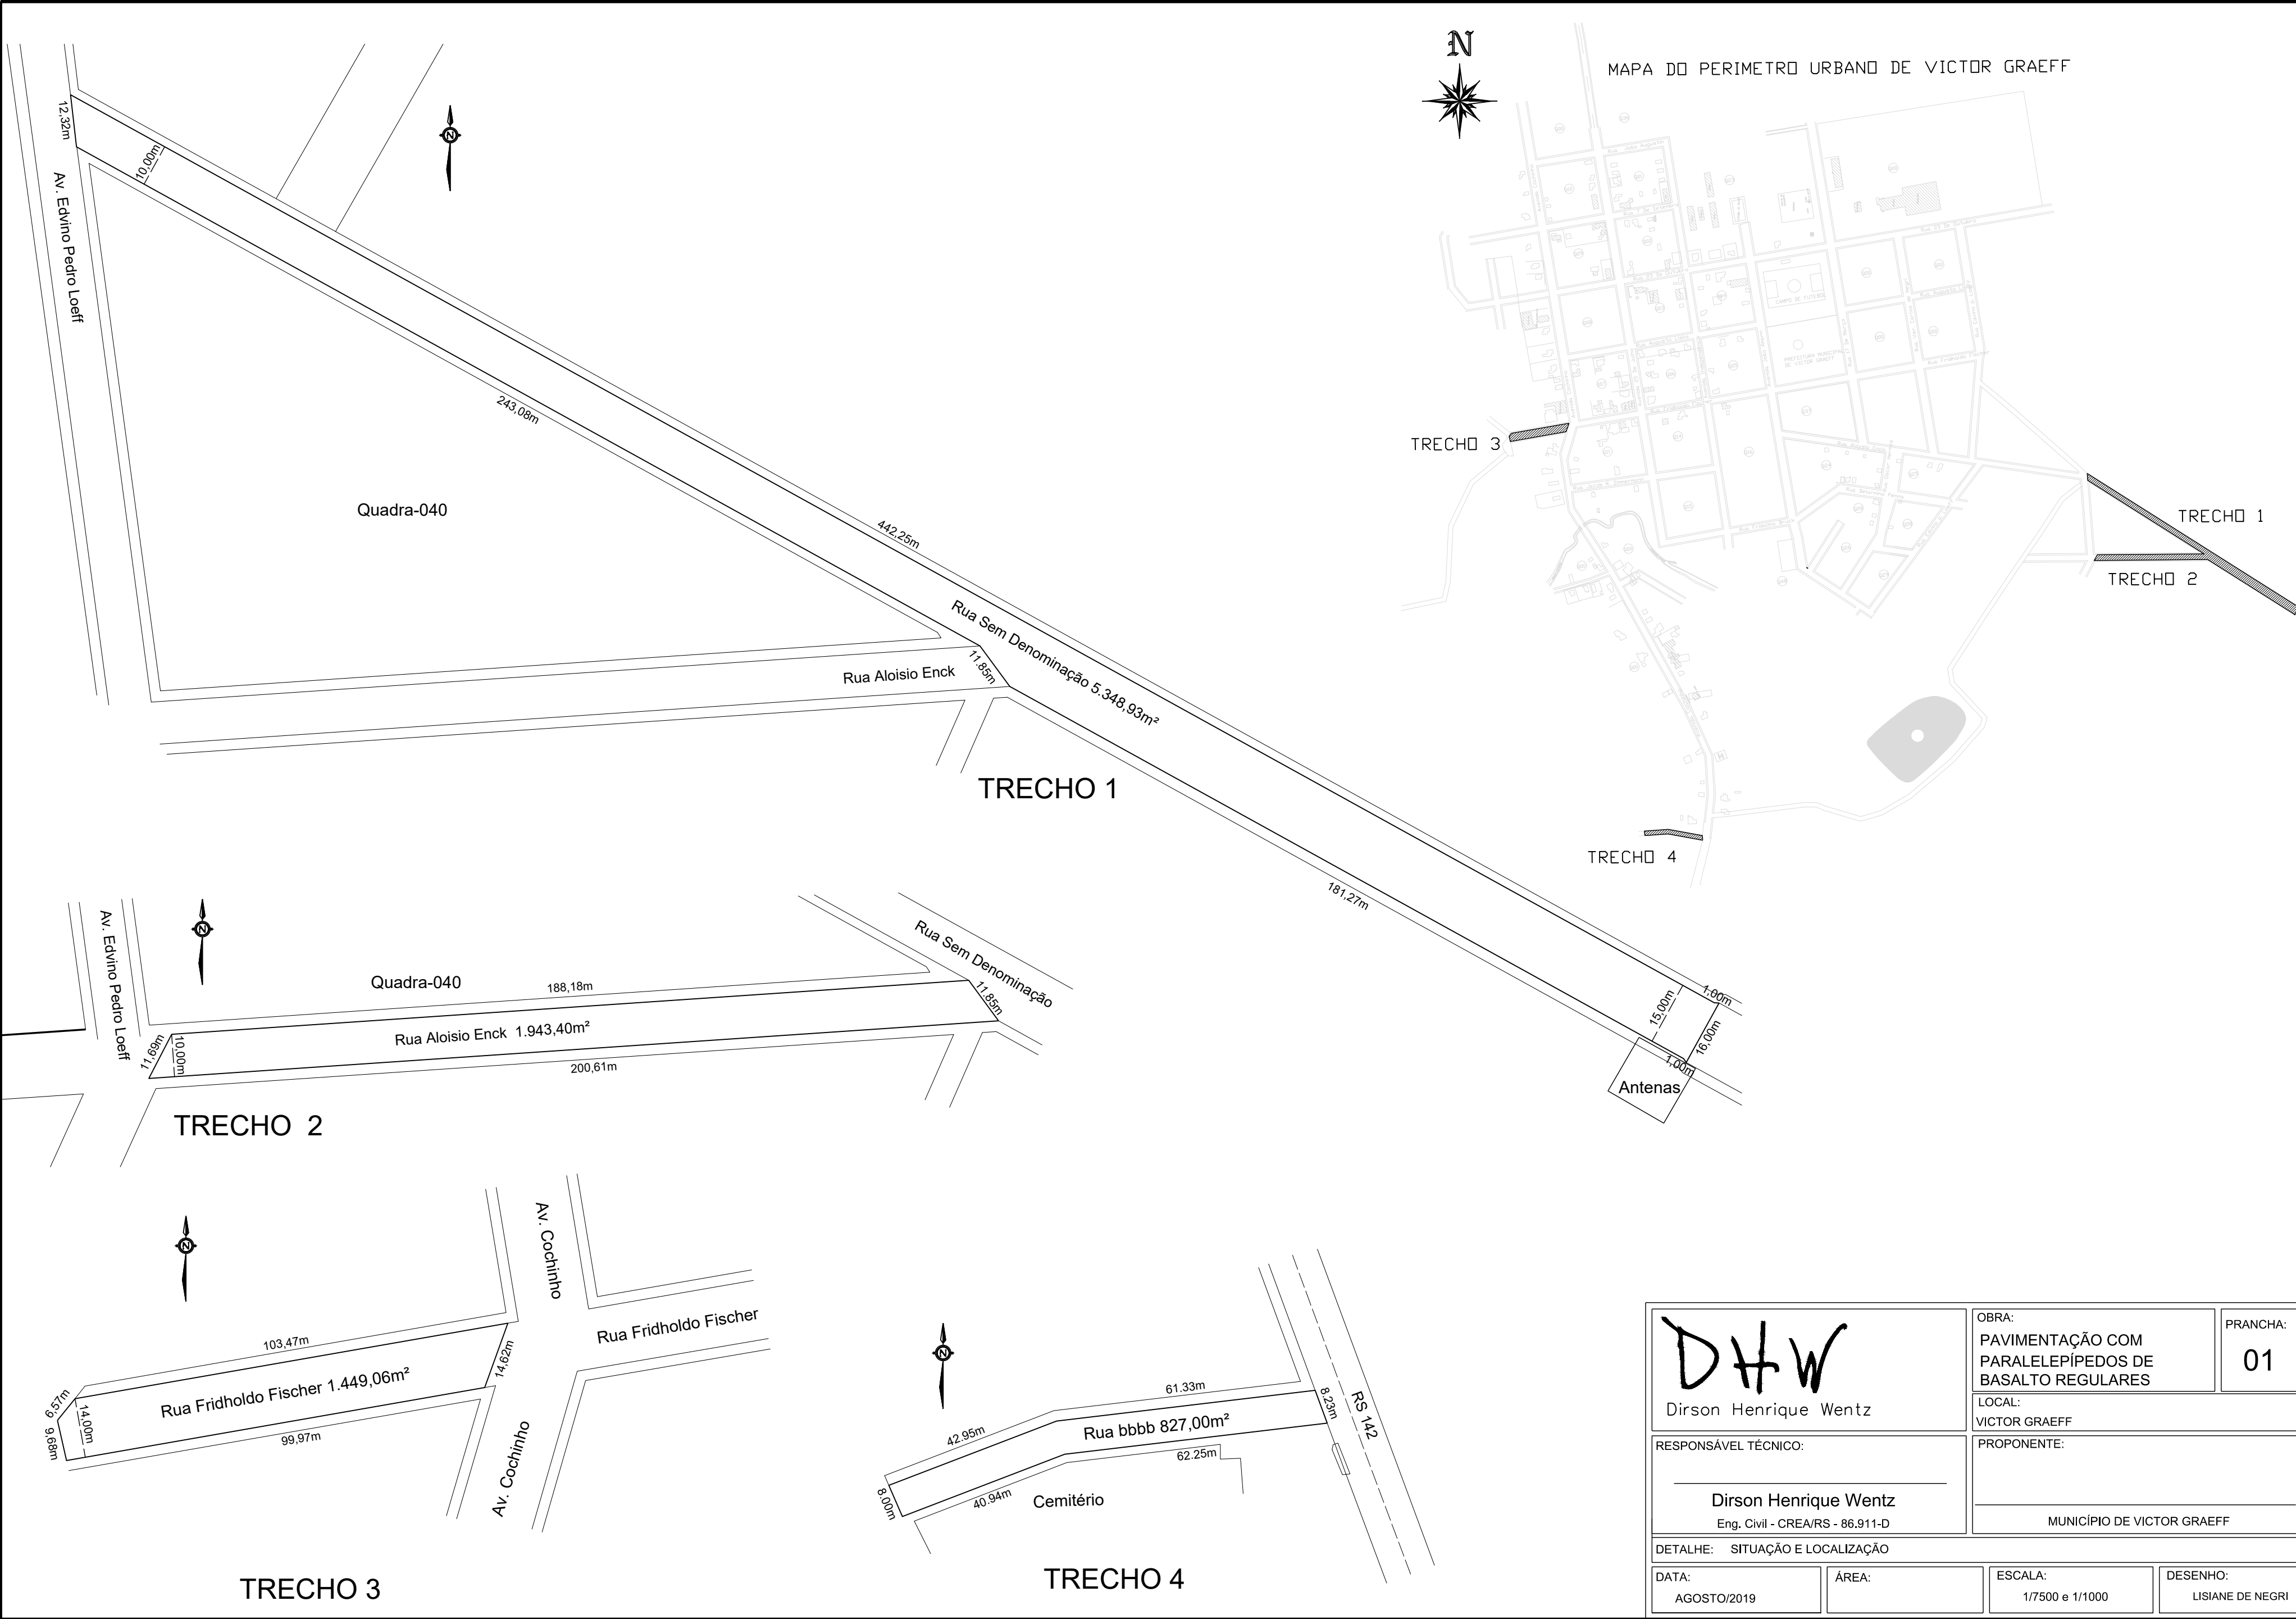 N
MAPA DO PERIMETRO URBANO DE VICTOR GRAEFF
CAMPO DE FUTEBOL
PREFEITURA MUNICIPAL
DE VICTOR GRAEFF
TRECHO 3
TRECHO 1
TRECHO 2
TRECHO 4
N
12,32m
10,00m
Av. Edvino Pedro Loeff
243,08m
Quadra-040
442,25m
Rua Sem Denominação 5.348,93m²
Rua Aloisio Enck
11.85m
181,27m
15,00m
1,00m
16,00m
1,00m
Antenas
TRECHO 1
N
Av. Edvino Pedro Loeff
Quadra-040
188,18m
Rua Sem Denominação
11.85m
Rua Aloisio Enck 1.943,40m²
11,69m
10,00m
200,61m
TRECHO 2
N
Av. Cochinho
103,47m
Rua Fridholdo Fischer
14,62m
Rua Fridholdo Fischer 1.449,06m²
6,57m
9,68m
14,00m
99,97m
Av. Cochinho
TRECHO 3
N
61.33m
42.95m
8.23m
RS 142
Rua bbbb 827,00m²
62.25m
8.00m
40.94m
Cemitério
TRECHO 4
DHW
Dirson Henrique Wentz
OBRA:
PAVIMENTAÇÃO COM
PARALELEPÍPEDOS DE
BASALTO REGULARES
PRANCHA:
01
LOCAL:
VICTOR GRAEFF
RESPONSÁVEL TÉCNICO:
Dirson Henrique Wentz
Eng. Civil - CREA/RS - 86.911-D
PROPONENTE:
MUNICÍPIO DE VICTOR GRAEFF
DETALHE: SITUAÇÃO E LOCALIZAÇÃO
DATA:
AGOSTO/2019
ÁREA:
ESCALA:
1/7500 e 1/1000
DESENHO:
LISIANE DE NEGRI